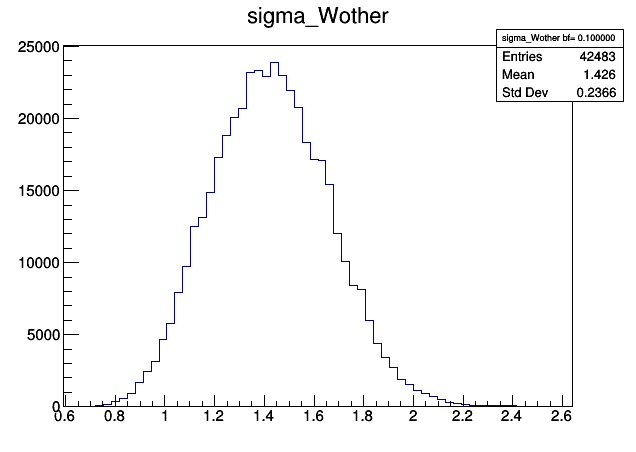 sigma_Wother
sigma_Wother bf= 0.100000
Entries 42483
Mean 1.426
Std Dev 0.2366
25000
20000
15000
10000
5000
0
0.6 0.8 1 1.2 1.4 1.6 1.8 2 2.2 2.4 2.6